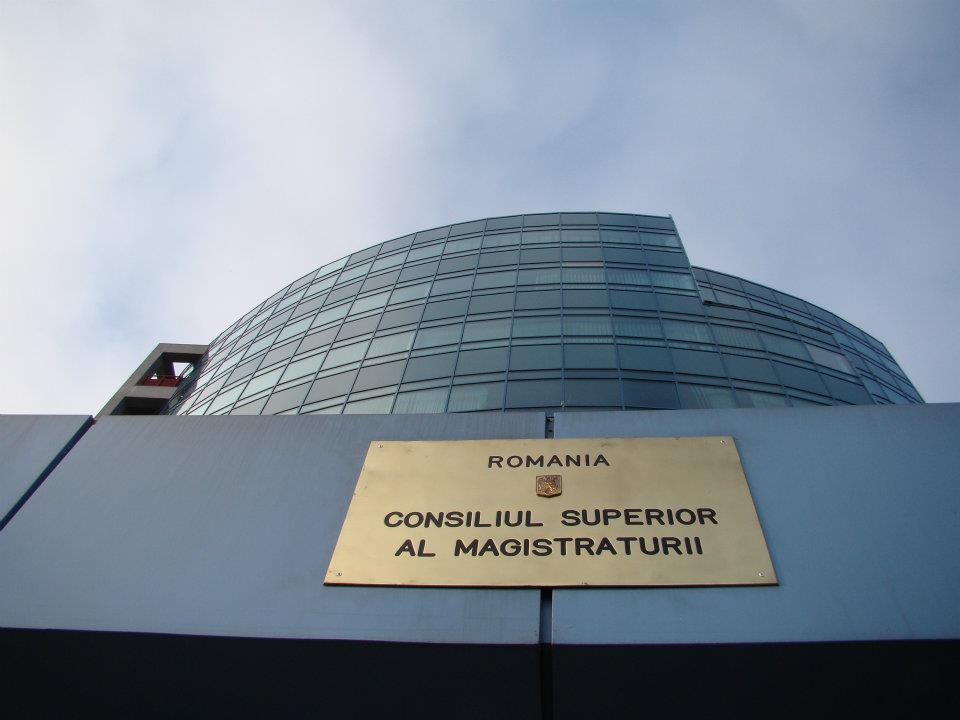 ROMANIA
CONSILIUL SUPERIOR
AL MAGISTRATURII